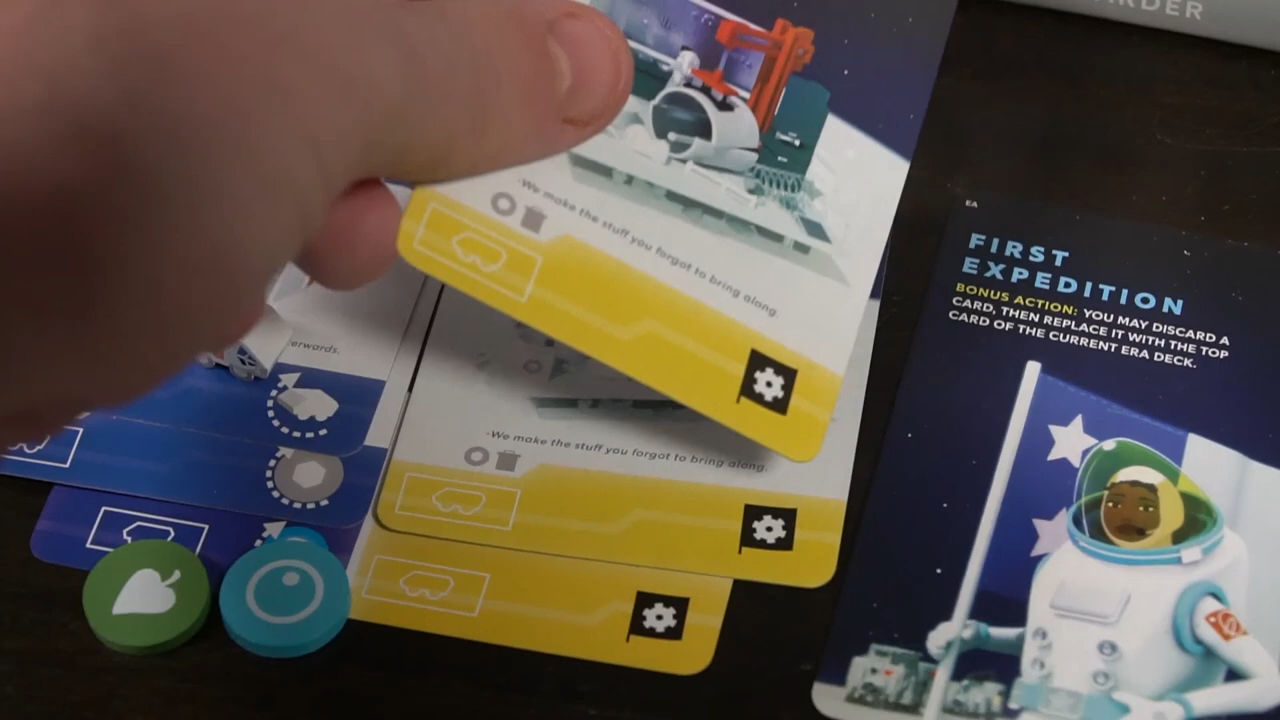 RDER
-We make the stuff you forgot to bring along.
EA
FIRST
EXPEDITION
BONUS ACTION: YOU MAY DISCARD A
CARD, THEN REPLACE IT WITH THE TOP
CARD OF THE CURRENT ERA DECK.
erwards.
-We make the stuff you forgot to bring along.